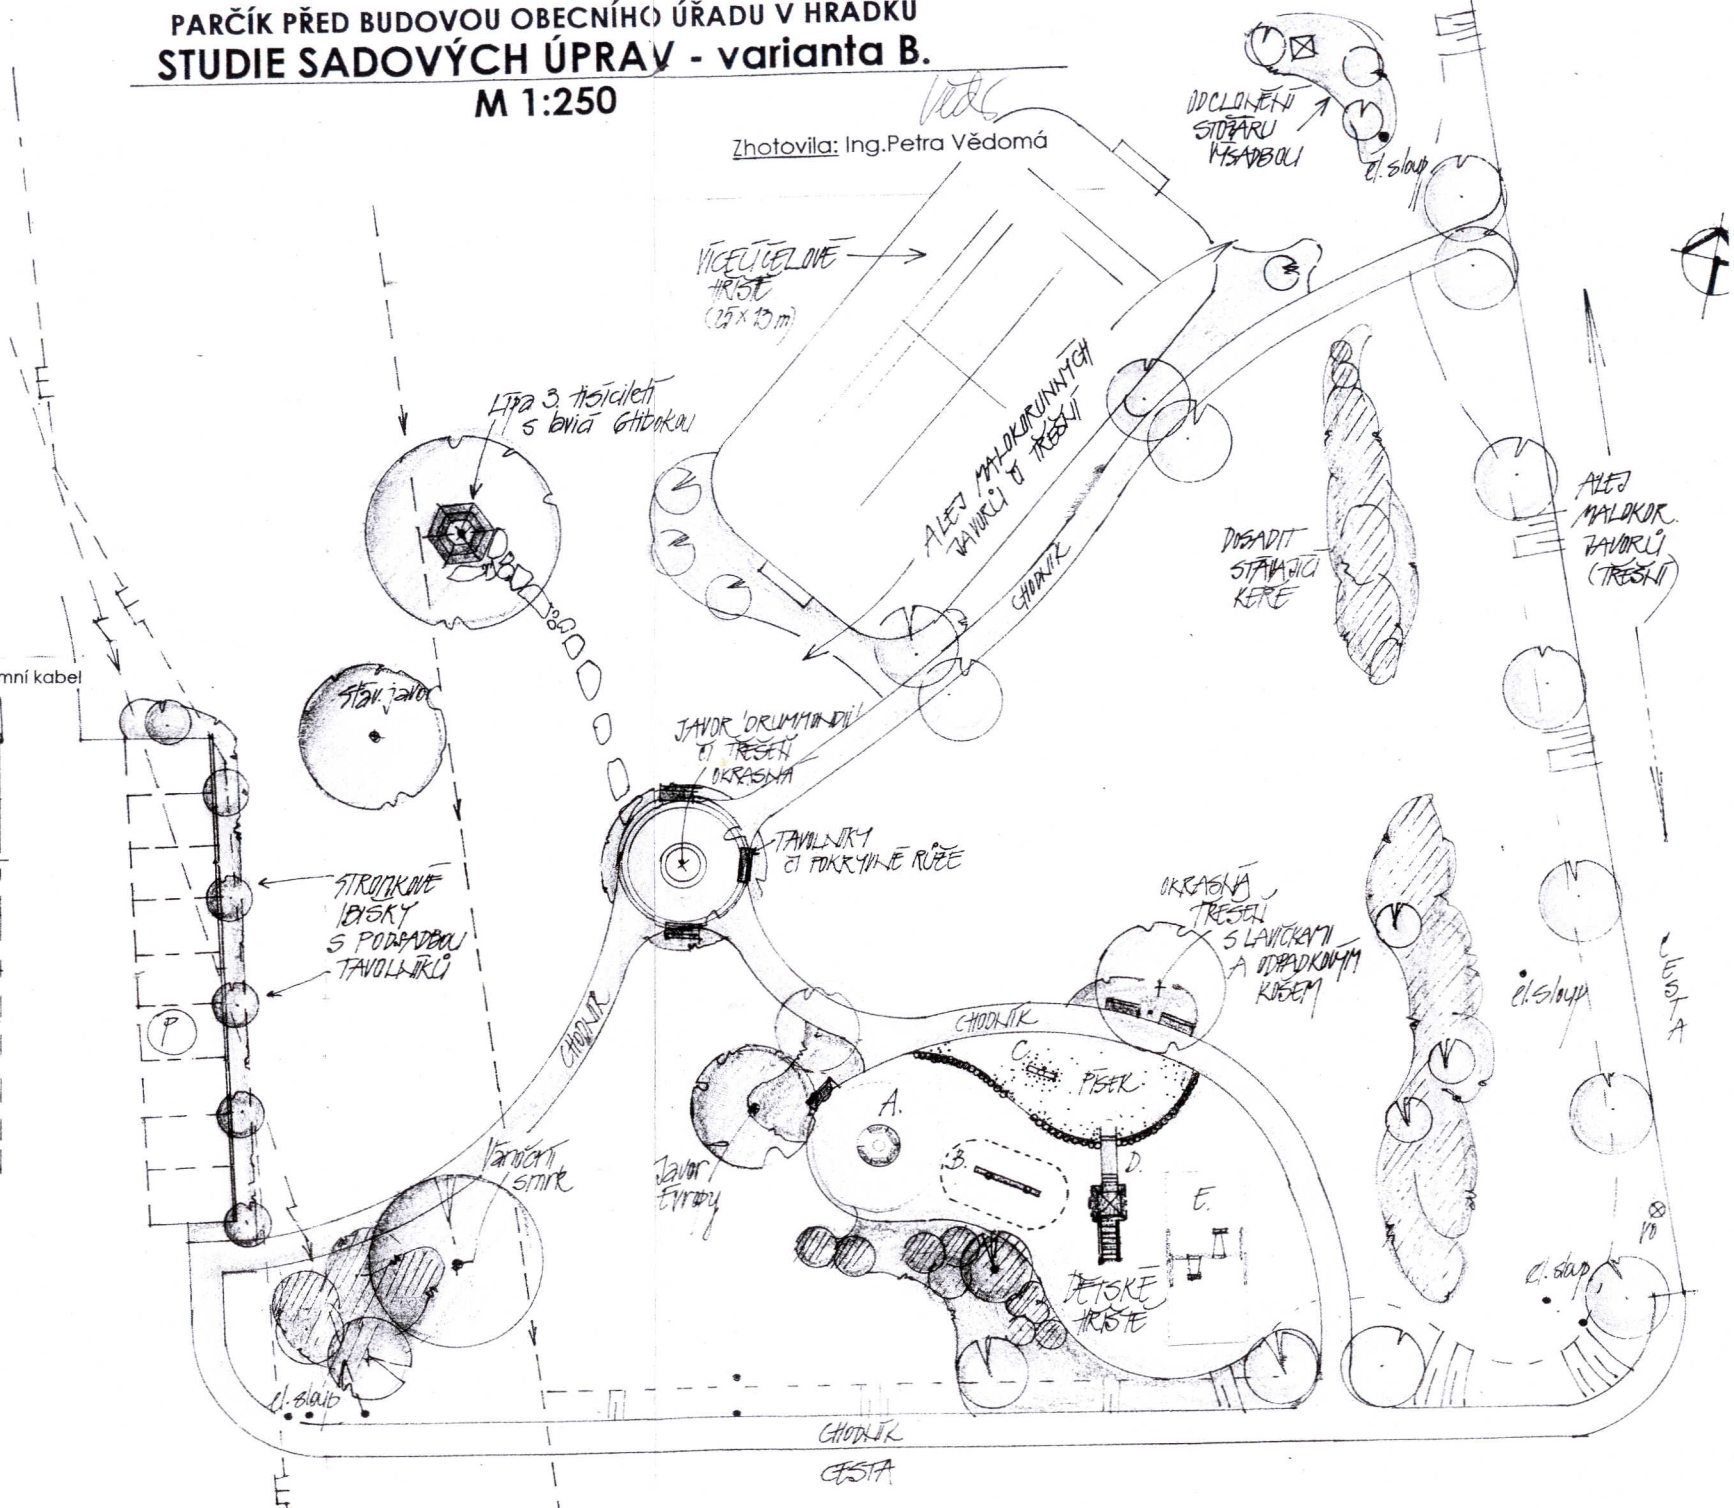 PARČÍK PŘED BUDOVOU OBECNÍHO ÚŘADU V HRÁDKU
STUDIE SADOVÝCH ÚPRAV - varianta B.
M 1:250
Zhotovila: Ing.Petra Vědomá
ODCLONĚNÍ
STOŽÁRU
VÝSADBOU
el. sloup
VÍCEÚČELOVÉ
HŘIŠTĚ
(25 x 13 m)
Lípa 3. tisíciletí
s lavičkou
ALEJ MALOKORUNNÝCH
JAVORŮ ČI TŘEŠNÍ
CHODNÍK
DOSADIT
STÁVAJÍCÍ
KEŘE
ALEJ
MALOKOR.
JAVORŮ
(TŘEŠNÍ)
mní kabel
stáv. javor
JAVOR 'DRUMMONDII'
ČI TŘEŠEŇ
OKRASNÁ
TAVOLNÍKY
ČI POKRYVNÉ RŮŽE
STROMKOVÉ
IBIŠKY
S PODSADBOU
TAVOLNÍKŮ
OKRASNÁ
TŘEŠEŇ
S LAVIČKAMI
A ODPADKOVÝM
KOŠEM
CESTA
el. sloup
P
CHODNÍK
CHODNÍK
C.
PÍSEK
A.
B.
D.
E.
Vánoční
smrk
Javor
Evropy
DĚTSKÉ
HŘIŠTĚ
VO
el. sloup
el. sloup
CHODNÍK
CESTA